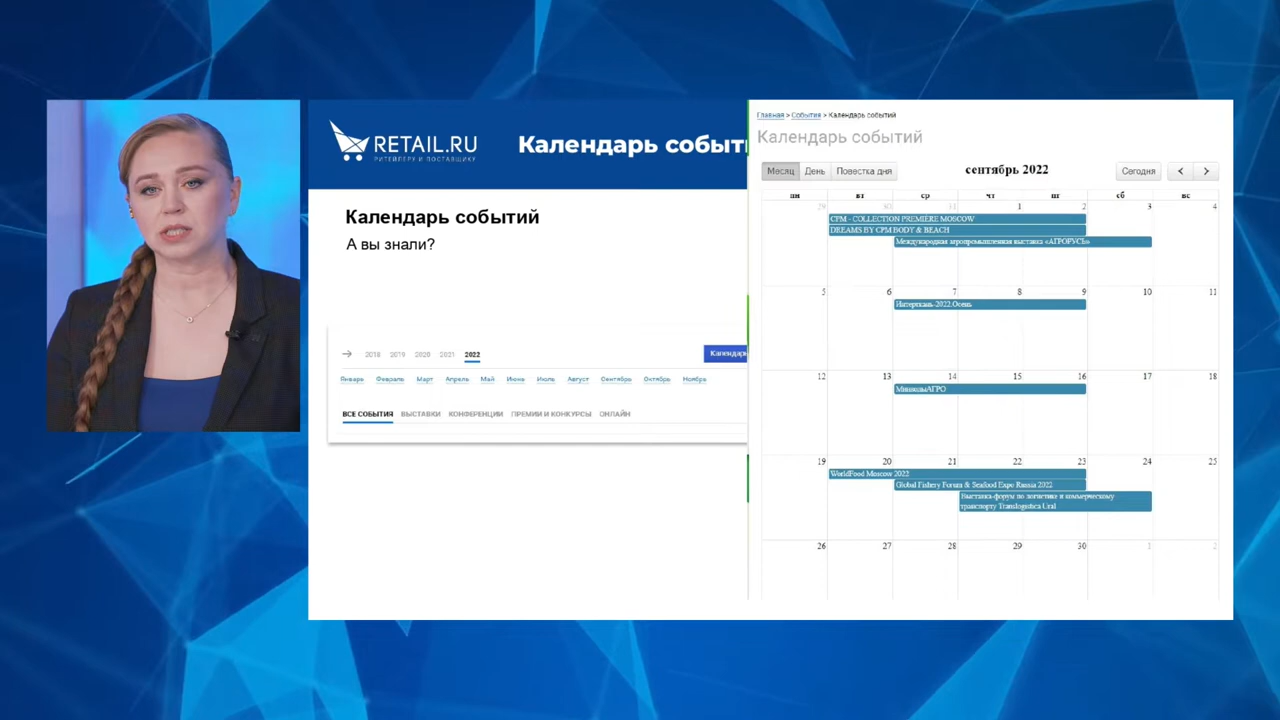 RETAIL.RU
РИТЕЙЛЕРУ И ПОСТАВЩИКУ
Календарь событи
Календарь событий
А вы знали?
2018 2019 2020 2021 2022
Календарь
Январь Февраль Март Апрель Май Июнь Июль Август Сентябрь Октябрь Ноябрь
ВСЕ СОБЫТИЯ ВЫСТАВКИ КОНФЕРЕНЦИИ ПРЕМИИ И КОНКУРСЫ ОНЛАЙН
Главная > События > Календарь событий
Календарь событий
Месяц День Повестка дня
сентябрь 2022
Сегодня
пн вт ср чт пт сб вс
29 30 31 1 2 3 4
CPM - COLLECTION PREMIÈRE MOSCOW
DREAMS BY CPM BODY & BEACH
Международная агропромышленная выставка «АГРОРУСЬ»
5 6 7 8 9 10 11
Интерткань-2022.Осень
12 13 14 15 16 17 18
МинводыАГРО
19 20 21 22 23 24 25
WorldFood Moscow 2022
Global Fishery Forum & Seafood Expo Russia 2022
Выставка-форум по логистике и коммерческому
транспорту Translogistica Ural
26 27 28 29 30 1 2